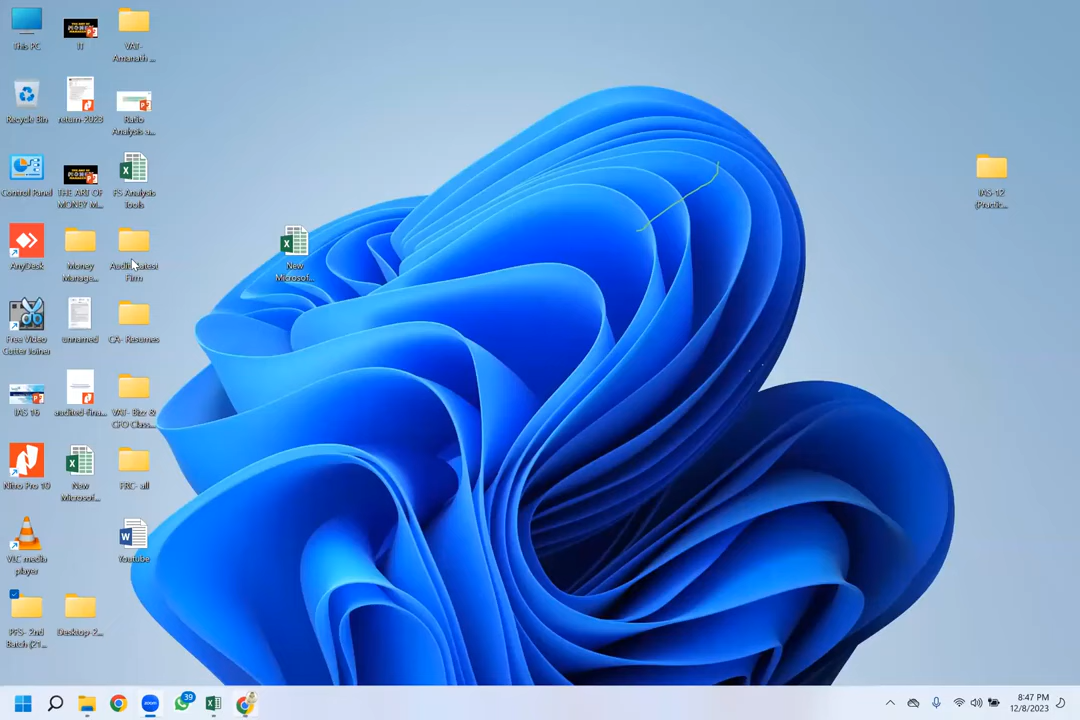 This PC
IT
VAT-
Amanath ...
Recycle Bin
return-2023
Ratio
Analysis u...
Control Panel
THE ART OF
MONEY M...
FS Analysis
Tools
AnyDesk
Money
Manage...
Audit latest
Firm
New
Microsof...
IAS-12
(Practic...
Free Video
Cutter Joiner
unnamed
CA- Resumes
IAS 16
audited-fina...
VAT- Bizz &
CFO Class...
Nitro Pro 10
New
Microsof...
FRC- all
VLC media
player
Youtube
PFS- 2nd
Batch (21...
Desktop-2...
39
zoom
8:47 PM
12/8/2023